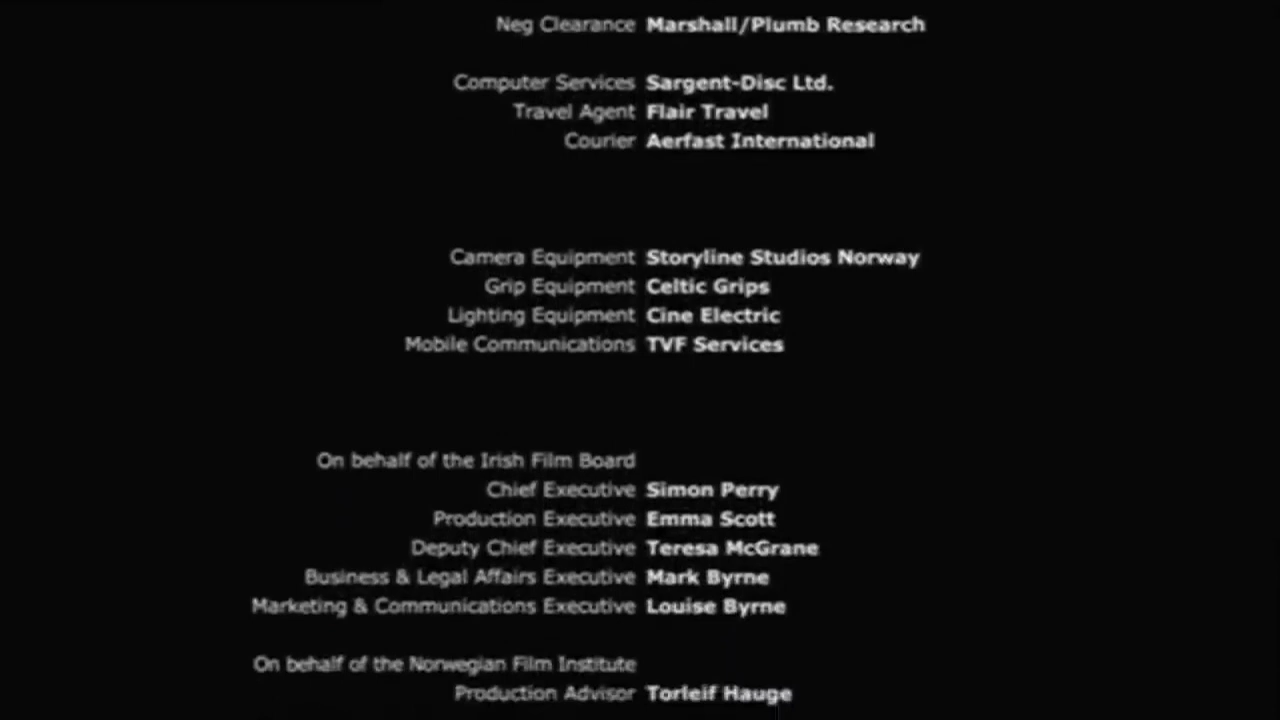 Neg Clearance Marshall/Plumb Research
Computer Services Sargent-Disc Ltd.
Travel Agent Flair Travel
Courier Aerfast International
Camera Equipment Storyline Studios Norway
Grip Equipment Celtic Grips
Lighting Equipment Cine Electric
Mobile Communications TVF Services
On behalf of the Irish Film Board
Chief Executive Simon Perry
Production Executive Emma Scott
Deputy Chief Executive Teresa McGrane
Business & Legal Affairs Executive Mark Byrne
Marketing & Communications Executive Louise Byrne
On behalf of the Norwegian Film Institute
Production Advisor Torleif Hauge